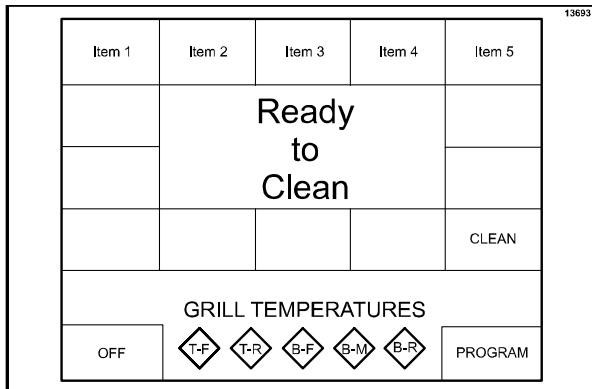 13693
Item 1 Item 2 Item 3 Item 4 Item 5
Ready
to
Clean
CLEAN
GRILL TEMPERATURES
OFF T-F T-R B-F B-M B-R PROGRAM